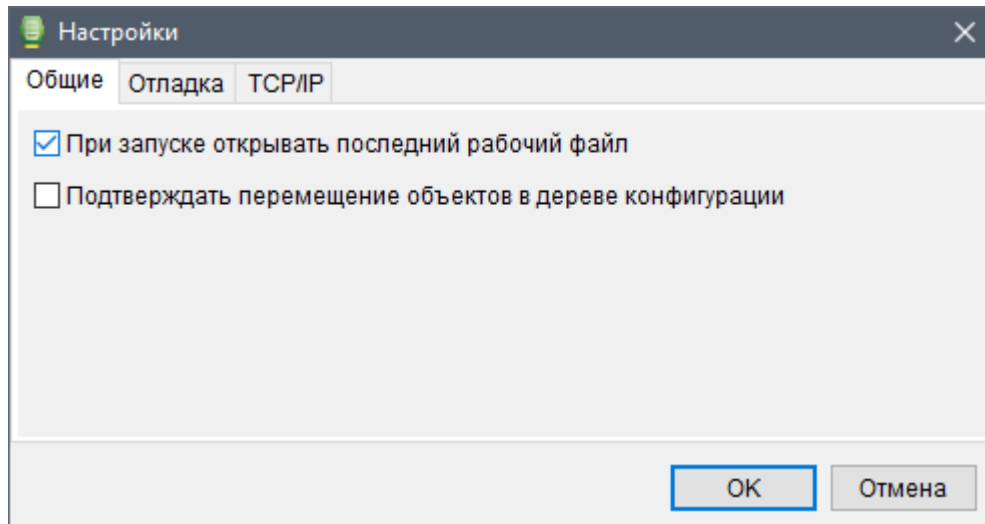 Настройки
Общие Отладка TCP/IP
При запуске открывать последний рабочий файл
Подтверждать перемещение объектов в дереве конфигурации
OK Отмена